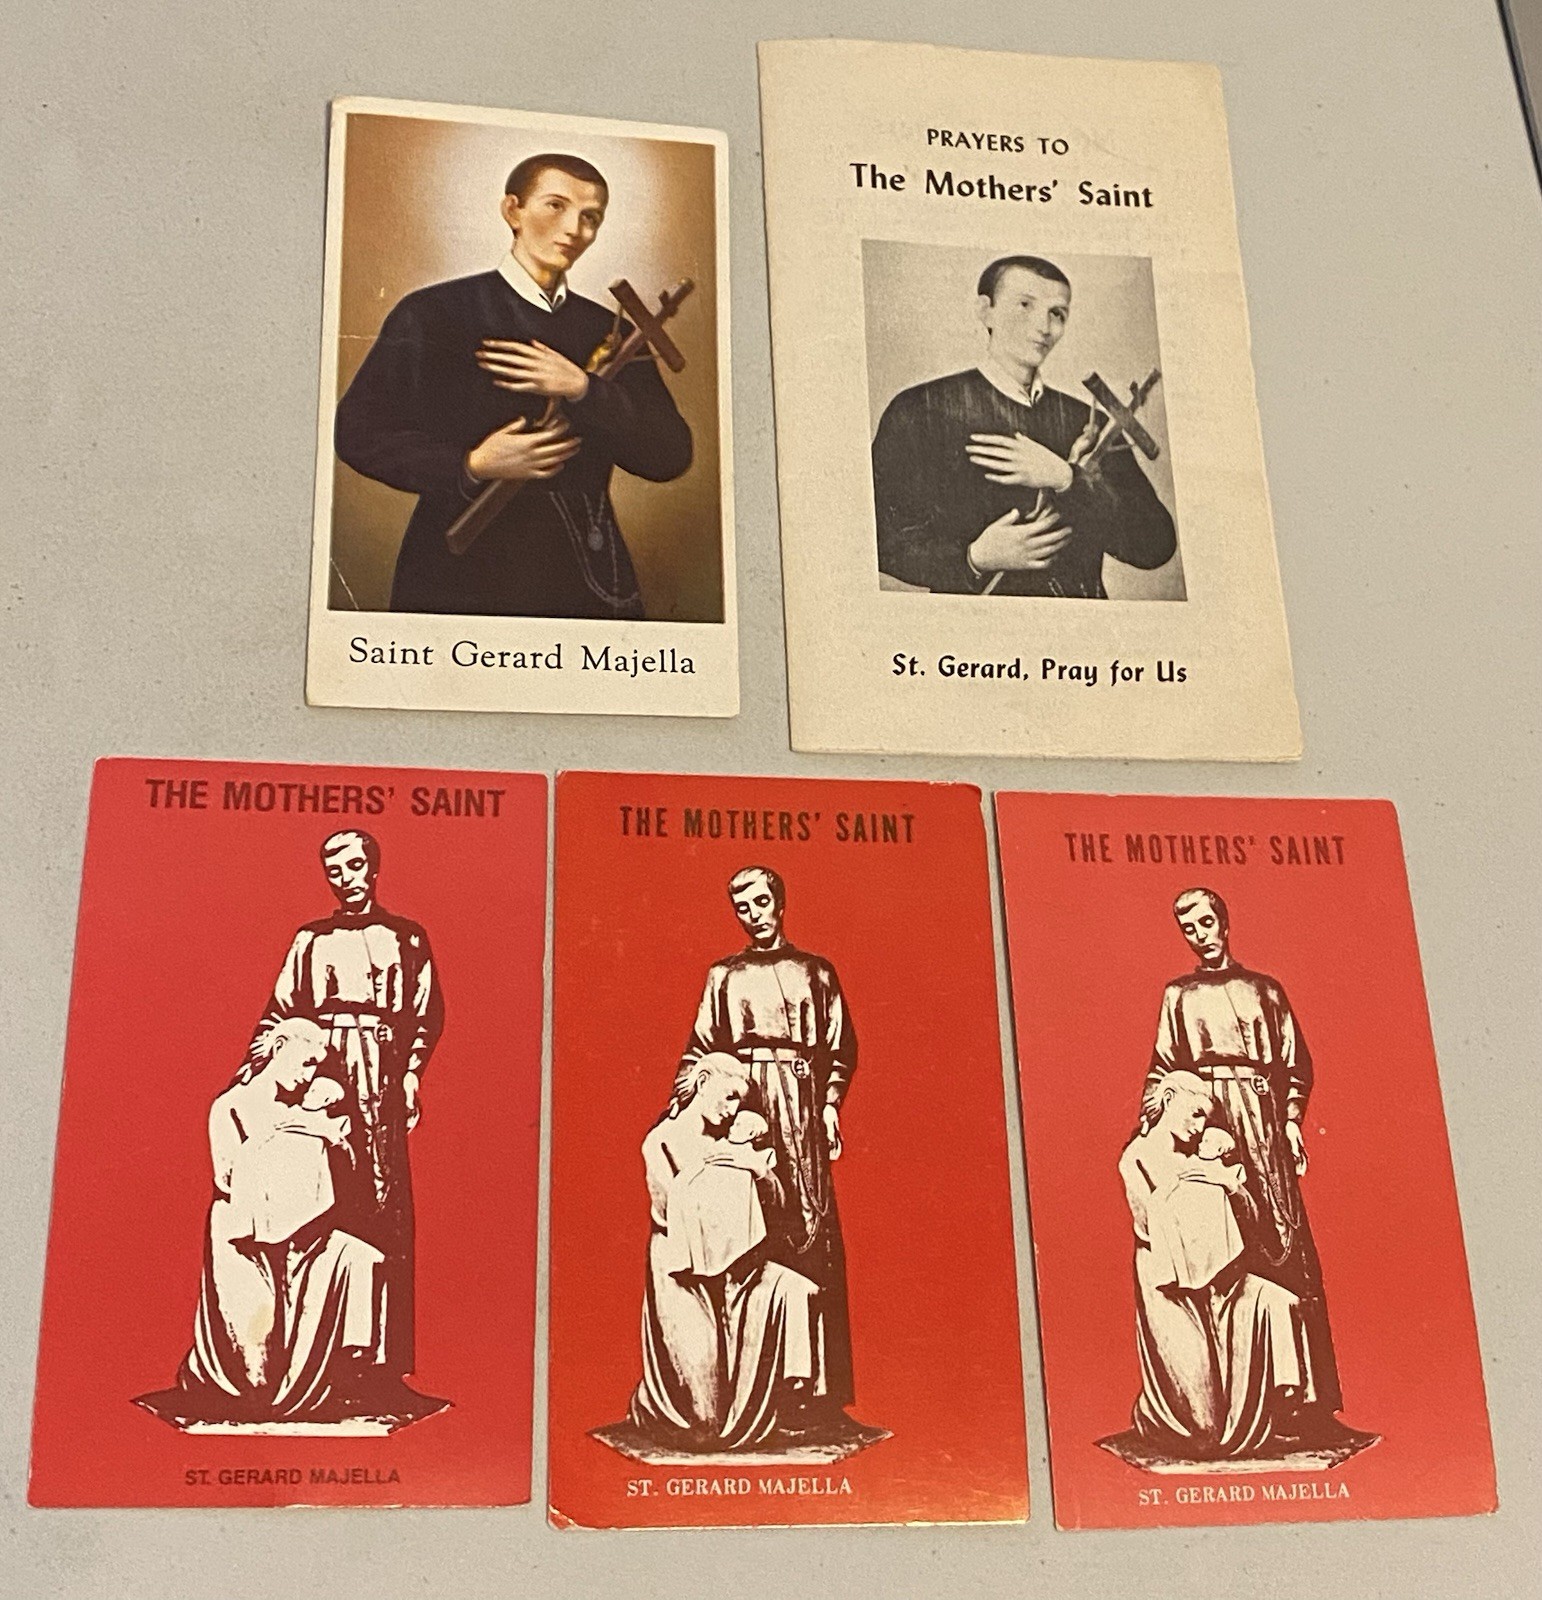 Saint Gerard Majella
PRAYERS TO
The Mothers' Saint
St. Gerard, Pray for Us
THE MOTHERS' SAINT
ST. GERARD MAJELLA
THE MOTHERS' SAINT
ST. GERARD MAJELLA
THE MOTHERS' SAINT
ST. GERARD MAJELLA